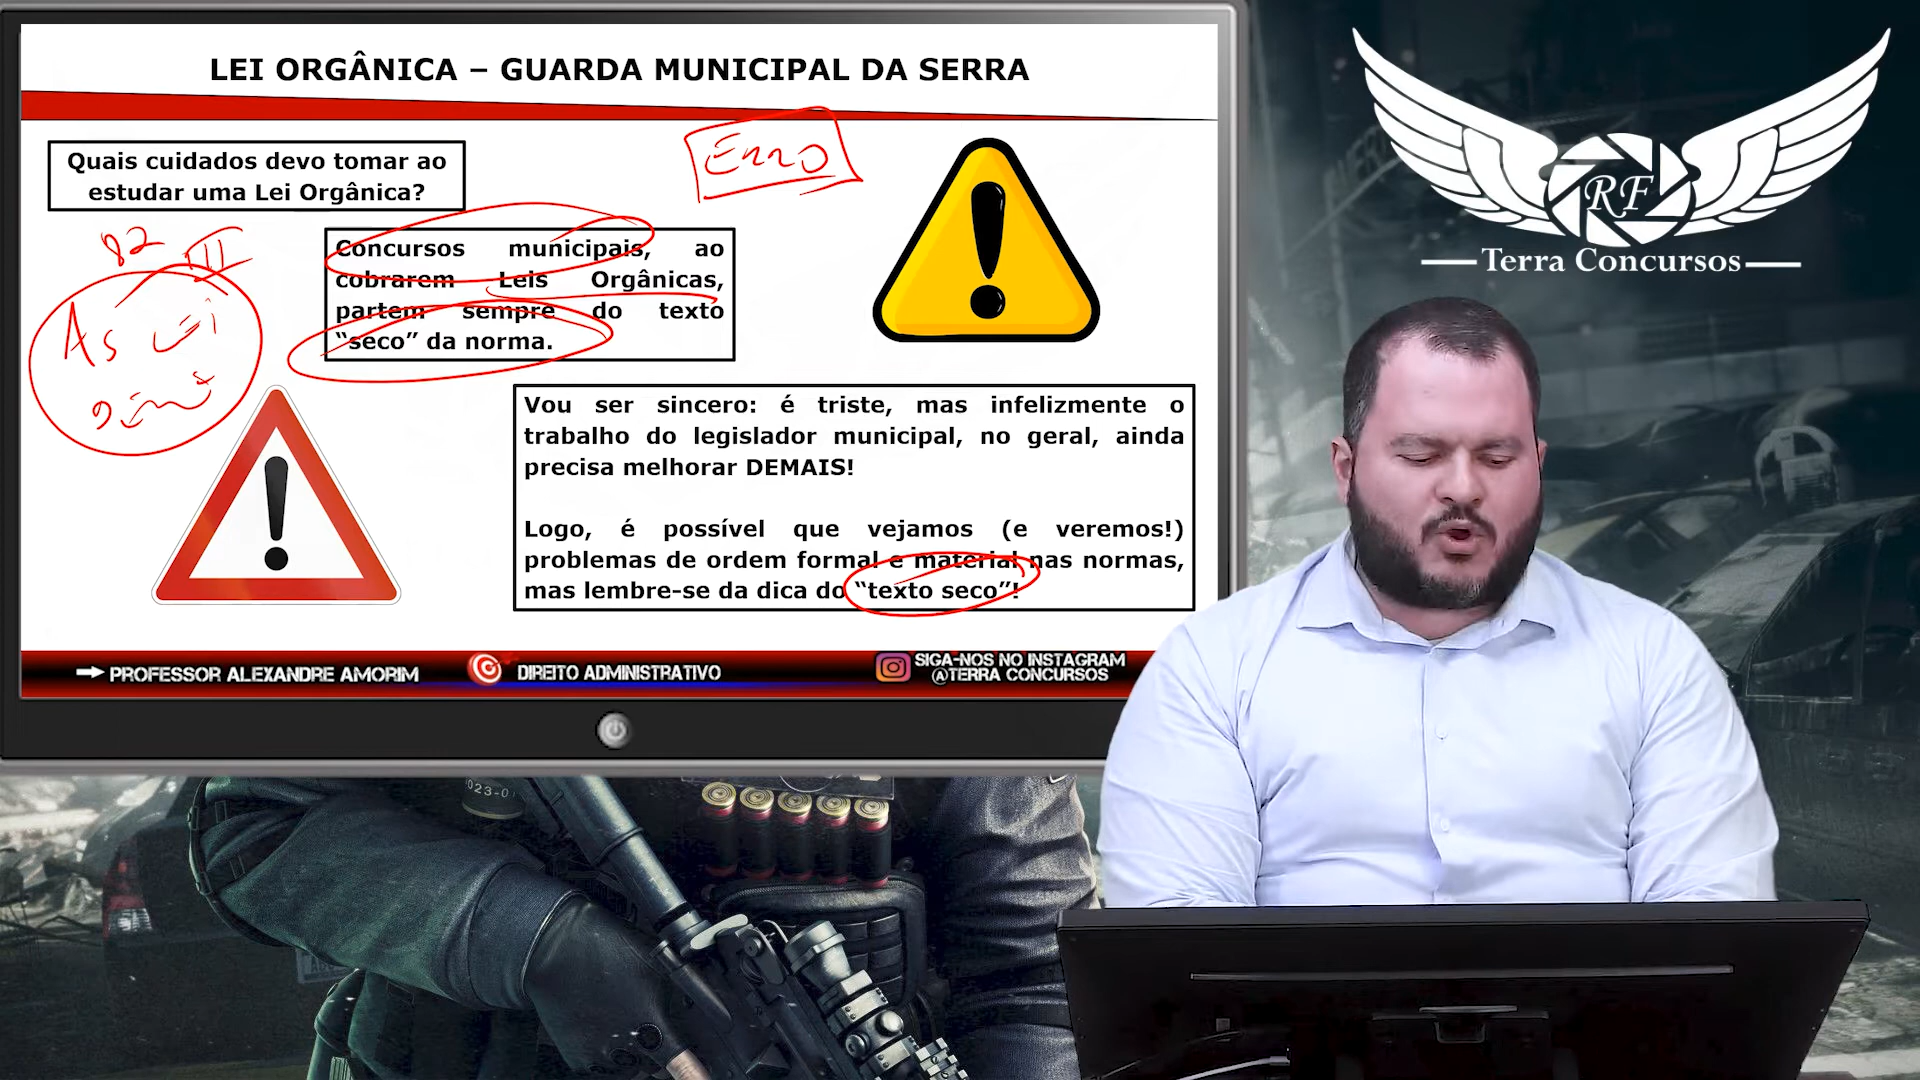 LEI ORGÂNICA – GUARDA MUNICIPAL DA SERRA
Erro
Quais cuidados devo tomar ao
estudar uma Lei Orgânica?
82 III
Concursos municipais, ao
cobrarem Leis Orgânicas,
partem sempre do texto
“seco” da norma.
As Lei
Vou ser sincero: é triste, mas infelizmente o
trabalho do legislador municipal, no geral, ainda
precisa melhorar DEMAIS!
Logo, é possível que vejamos (e veremos!)
problemas de ordem formal e material nas normas,
mas lembre-se da dica do “texto seco”!
PROFESSOR ALEXANDRE AMORIM
DIREITO ADMINISTRATIVO
SIGA-NOS NO INSTAGRAM
@TERRA CONCURSOS
RF
Terra Concursos